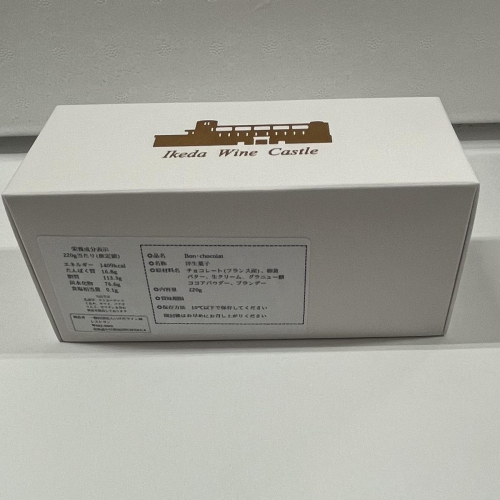 Ikeda Wine Castle
栄養成分表示
220g当たり(推定値)
エネルギー 1409kcal
たんぱく質 16.8g
脂質 113.3g
炭水化物 76.6g
食塩相当量 0.1g
◎品名 Bon-chocolat
◎名称 洋生菓子
◎原材料名 チョコレート(フランス産)、鶏卵
バター、生クリーム、グラニュー糖
ココアパウダー、ブランデー
◎内容量 220g
◎賞味期限
◎保存方法 10℃以下で保存してください
開封後はお早めにお召し上がりください